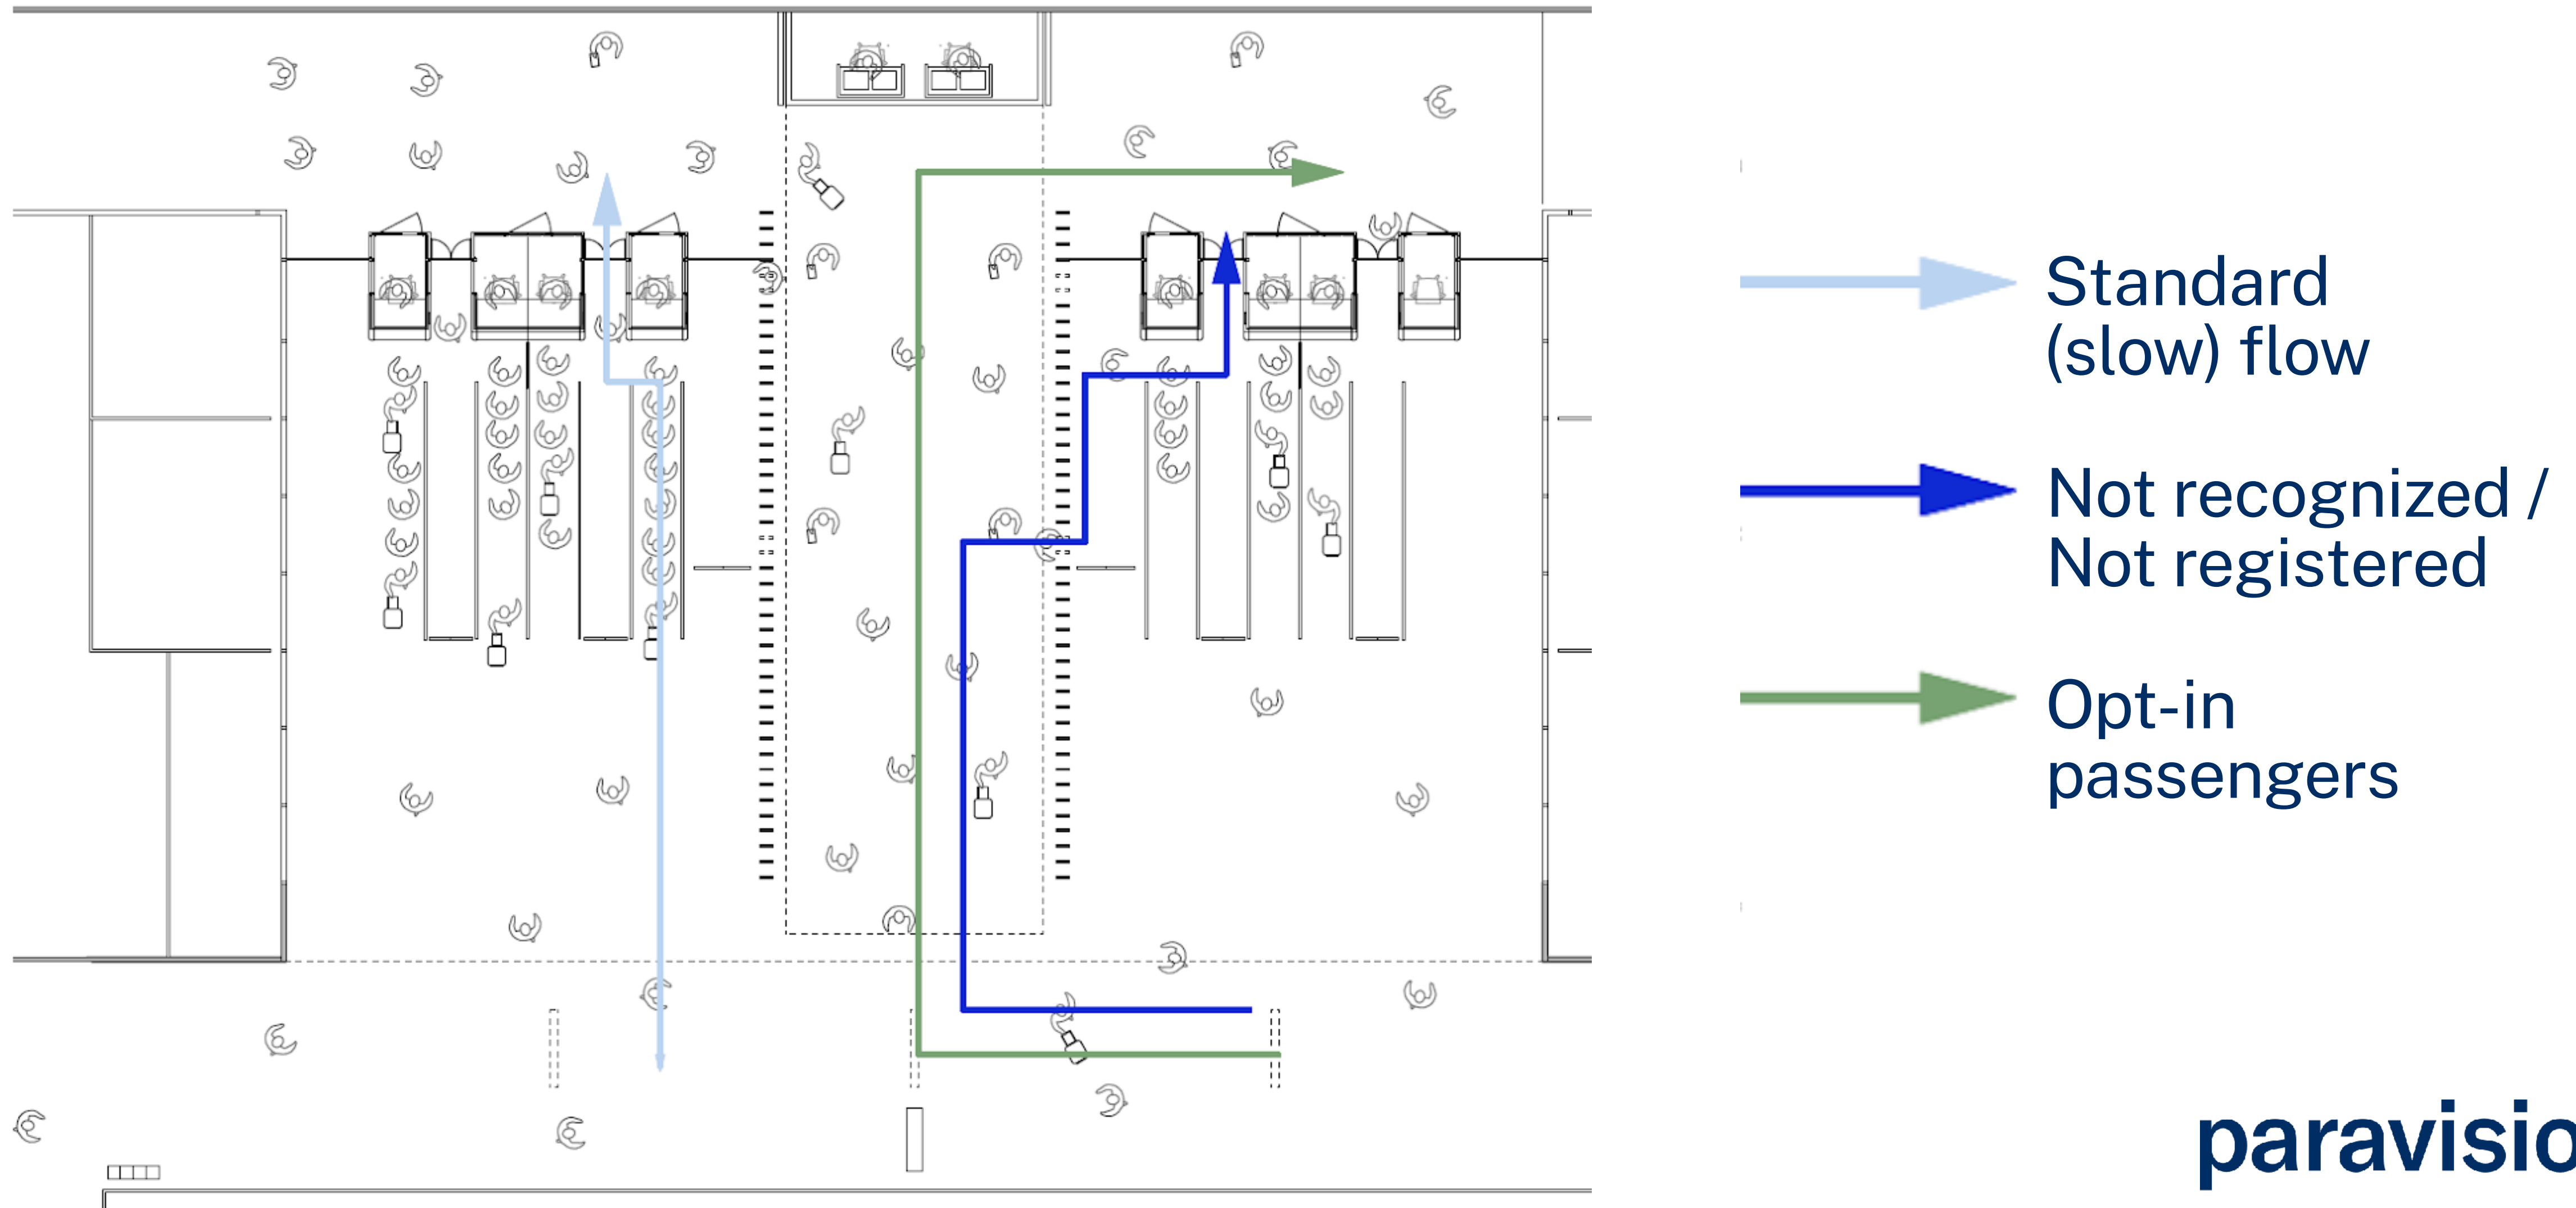 Standard
(slow) flow
Not recognized /
Not registered
Opt-in
passengers
paravisio